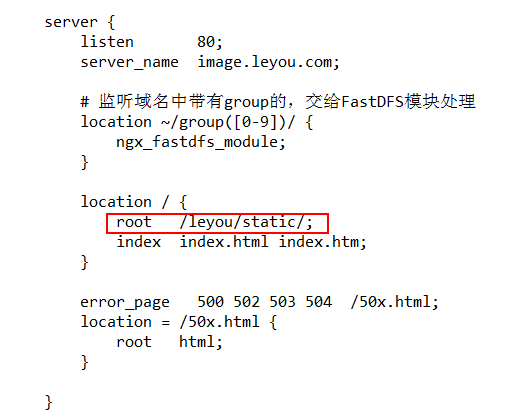 server {
    listen       80;
    server_name  image.leyou.com;

    # 监听域名中带有group的，交给FastDFS模块处理
    location ~/group([0-9])/ {
        ngx_fastdfs_module;
    }

    location / {
        root   /leyou/static/;
        index  index.html index.htm;
    }

    error_page   500 502 503 504  /50x.html;
    location = /50x.html {
        root   html;
    }

}